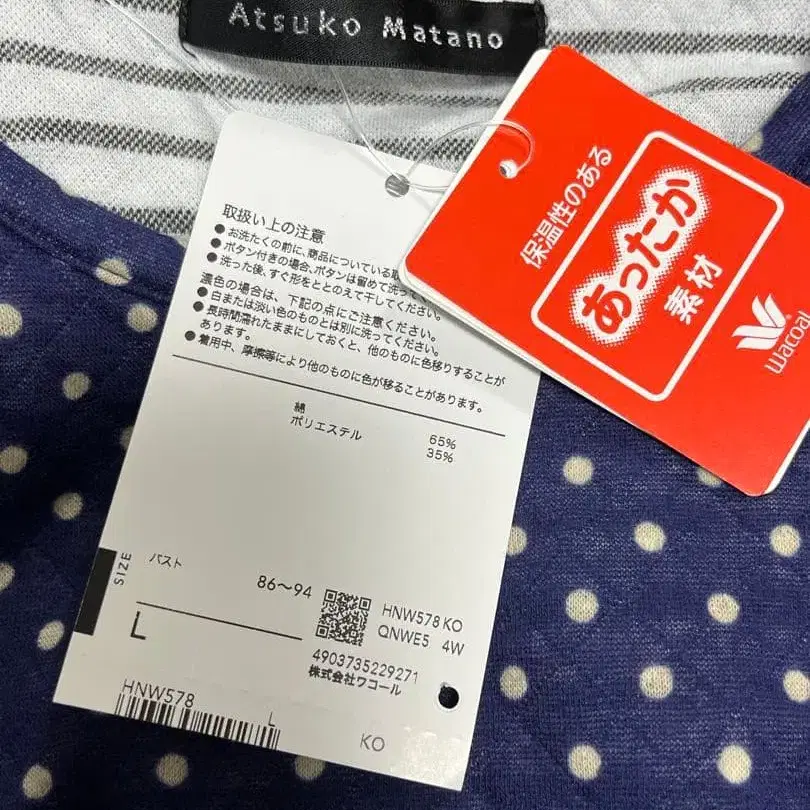 Atsuko Matano
保温性のある
あったか
素材
Wacoal
取扱い上の注意
●お洗たくの前に、商品についている取
●ボタン付きの場合、ボタンは留めて洗って
●洗った後、すぐ形をととのえて干してください。
濃色の場合は、下記の点にご注意ください。
●白または淡い色のものとは別に洗ってください。
●長時間濡れたままにしておくと、他のものに色移りすることが
あります。
●着用中、摩擦等により他のものに色が移ることがあります。
綿 65%
ポリエステル 35%
SIZE
バスト 86〜94
L
HNW578 KO
QNWE5 4W
4903735229271
株式会社ワコール
HNW578 L
KO